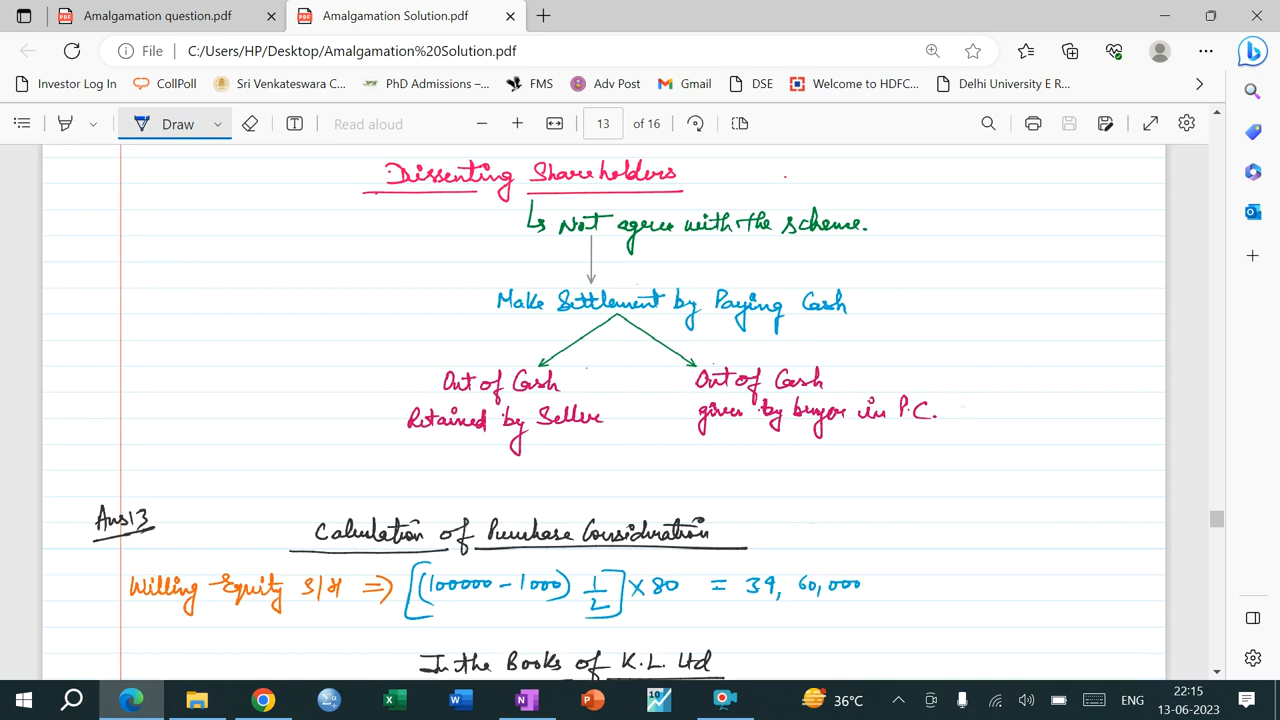 Amalgamation question.pdf
Amalgamation Solution.pdf
File C:/Users/HP/Desktop/Amalgamation%20Solution.pdf
Investor Log In CollPoll Sri Venkateswara C... PhD Admissions –... FMS Adv Post Gmail DSE Welcome to HDFC... Delhi University E R...
Draw Read aloud 13 of 16
Dissenting Shareholders
Not agree with the scheme.
Make Settlement by Paying Cash
Out of Cash
Retained by Seller
Out of Cash
given by buyer in P.C.
Ans13
Calculation of Purchase Consideration
Willing Equity S/H ⇒ [(100000 - 1000) 1/2] × 80 = 39, 60,000
In the Books of K.L. Ltd
36°C
ENG
22:15
13-06-2023